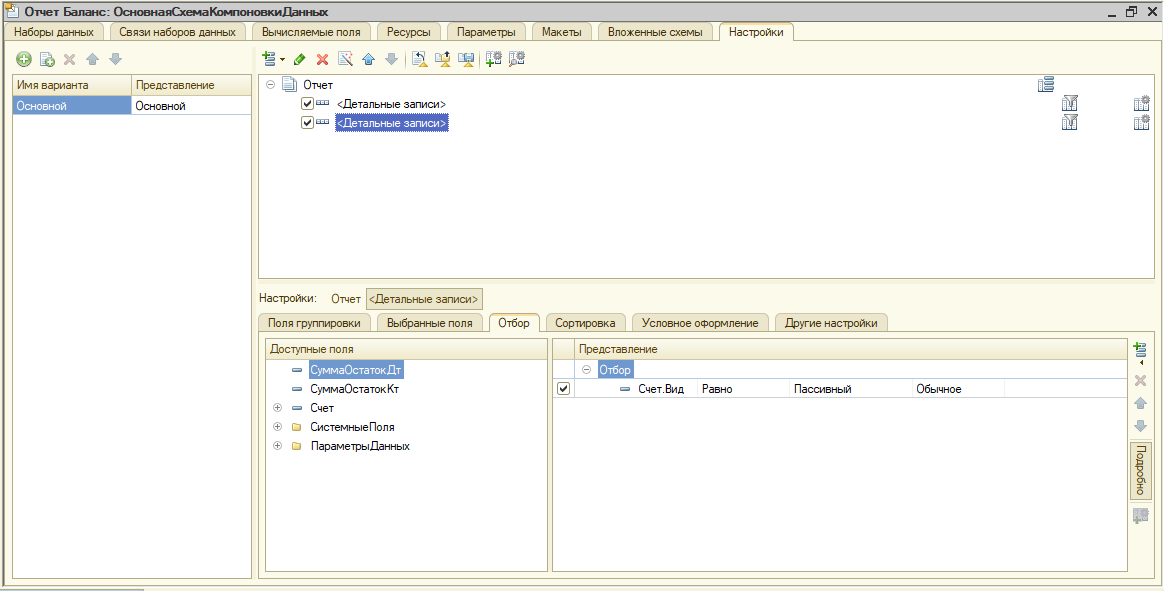 Отчет Баланс: ОсновнаяСхемаКомпоновкиДанных
Наборы данных Связи наборов данных Вычисляемые поля Ресурсы Параметры Макеты Вложенные схемы Настройки
Имя варианта Представление
Основной Основной
Отчет
<Детальные записи>
<Детальные записи>
Настройки: Отчет <Детальные записи>
Поля группировки Выбранные поля Отбор Сортировка Условное оформление Другие настройки
Доступные поля
СуммаОстатокДт
СуммаОстатокКт
Счет
СистемныеПоля
ПараметрыДанных
Представление
Отбор
Счет.Вид Равно Пассивный Обычное
Подробно